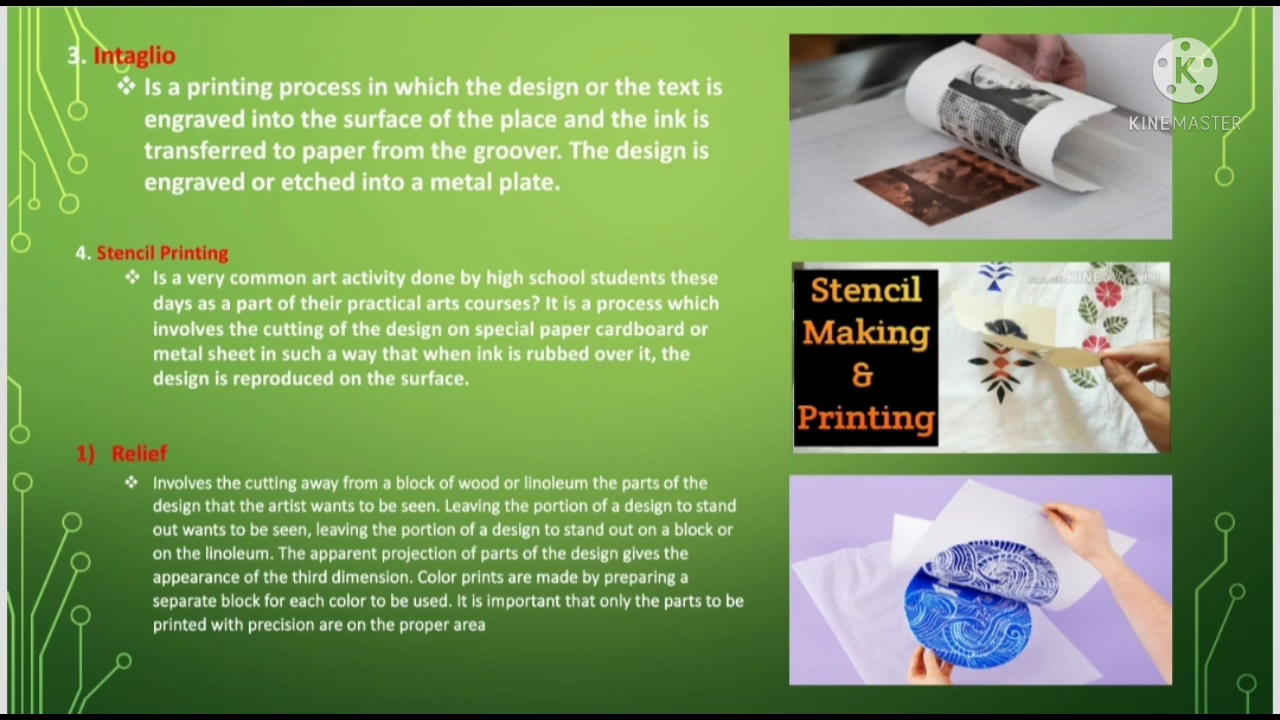 3. Intaglio
❖ Is a printing process in which the design or the text is
engraved into the surface of the place and the ink is
transferred to paper from the groover. The design is
engraved or etched into a metal plate.
4. Stencil Printing
❖ Is a very common art activity done by high school students these
days as a part of their practical arts courses? It is a process which
involves the cutting of the design on special paper cardboard or
metal sheet in such a way that when ink is rubbed over it, the
design is reproduced on the surface.
1) Relief
❖ Involves the cutting away from a block of wood or linoleum the parts of the
design that the artist wants to be seen. Leaving the portion of a design to stand
out wants to be seen, leaving the portion of a design to stand out on a block or
on the linoleum. The apparent projection of parts of the design gives the
appearance of the third dimension. Color prints are made by preparing a
separate block for each color to be used. It is important that only the parts to be
printed with precision are on the proper area
K
KINEMASTER
Stencil
Making
&
Printing